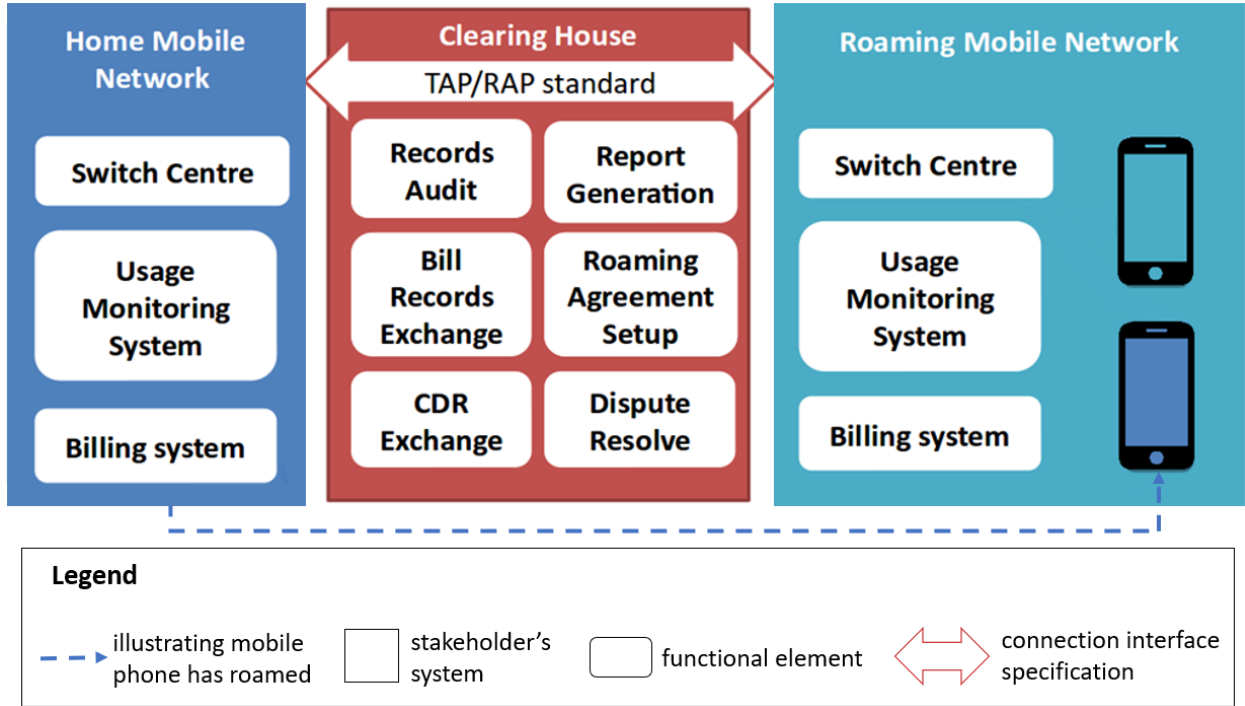 Home Mobile
Network
Switch Centre
Usage
Monitoring
System
Billing system
Clearing House
TAP/RAP standard
Records
Audit
Report
Generation
Bill
Records
Exchange
Roaming
Agreement
Setup
CDR
Exchange
Dispute
Resolve
Roaming Mobile Network
Switch Centre
Usage
Monitoring
System
Billing system
Legend
illustrating mobile
phone has roamed
stakeholder's
system
functional element
connection interface
specification